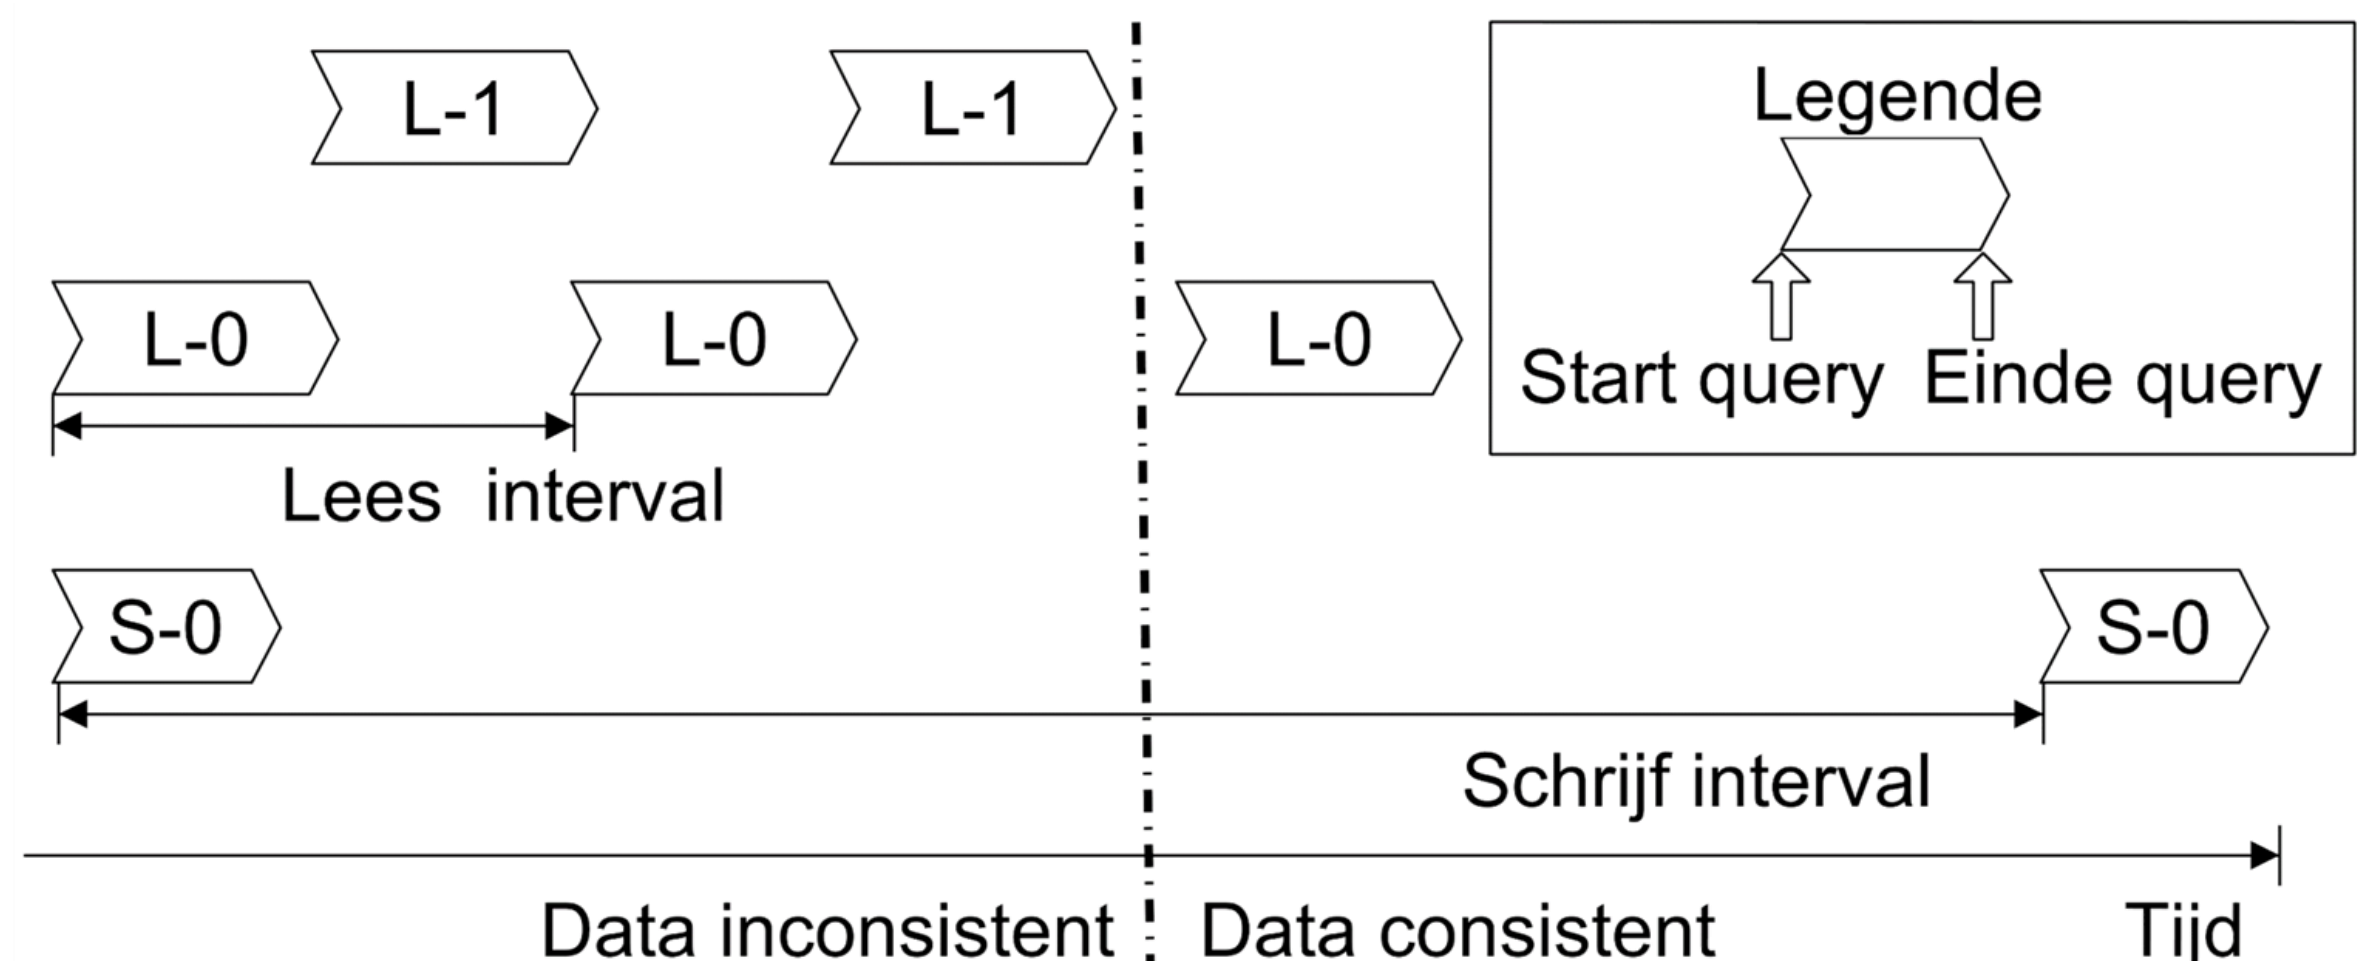 L-1
L-1
Legende
L-0
L-0
L-0
Start query
Einde query
Lees interval
S-0
S-0
Schrijf interval
Data inconsistent
Data consistent
Tijd